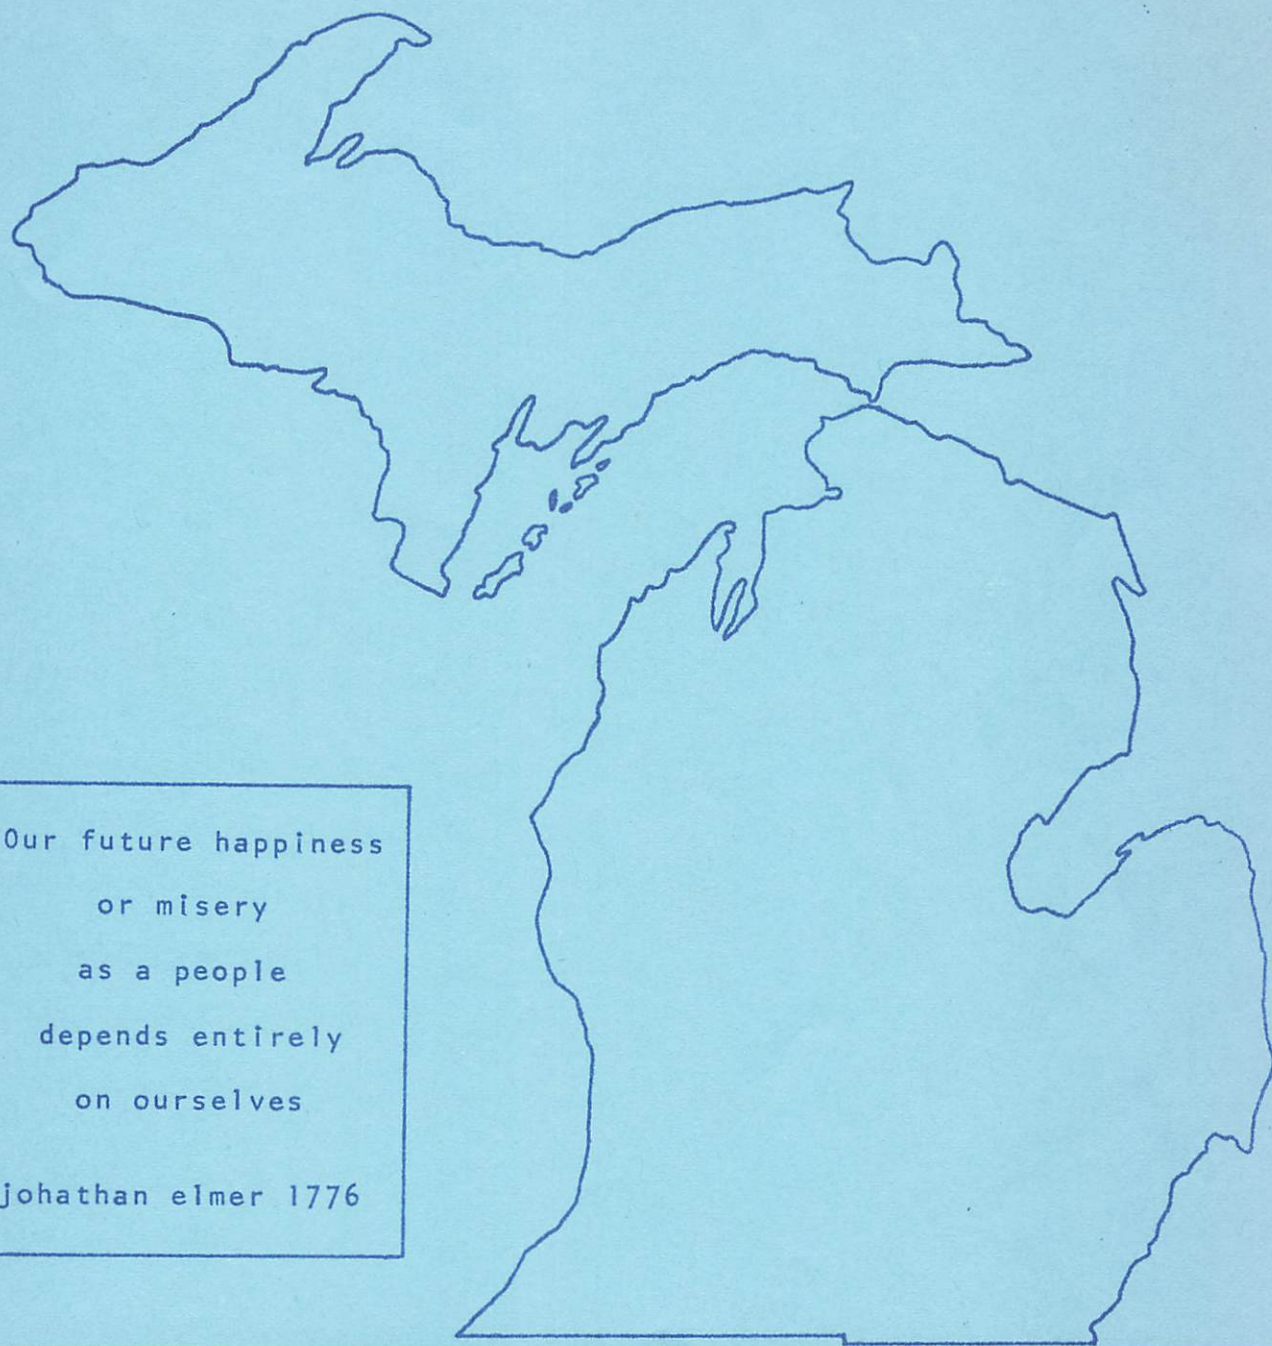 Our future happiness
or misery
as a people
depends entirely
on ourselves
johathan elmer 1776